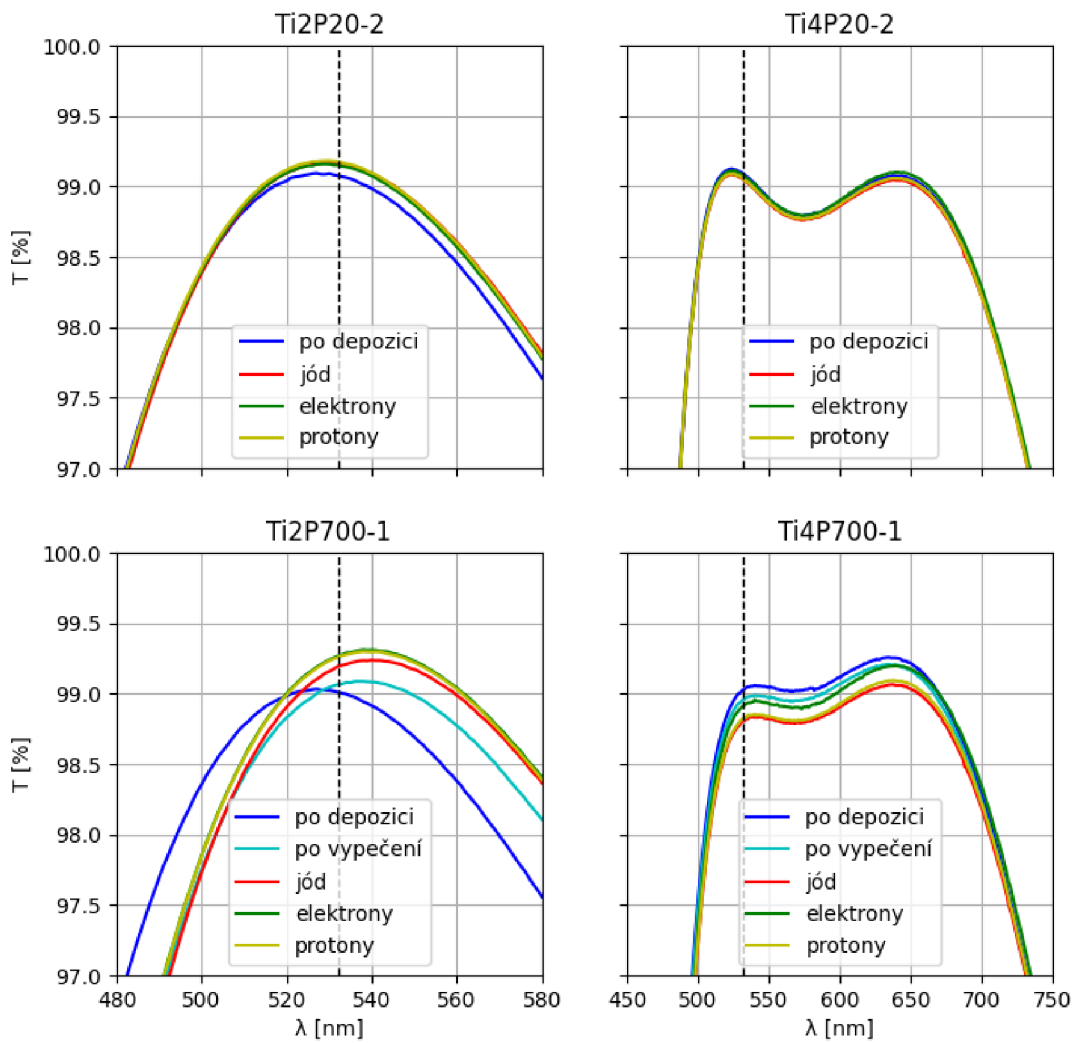 Ti2P20-2
Ti4P20-2
T [%]
100.0
99.5
99.0
98.5
98.0
97.5
97.0
po depozici
jód
elektrony
protony
po depozici
jód
elektrony
protony
Ti2P700-1
Ti4P700-1
T [%]
100.0
99.5
99.0
98.5
98.0
97.5
97.0
po depozici
po vypečení
jód
elektrony
protony
po depozici
po vypečení
jód
elektrony
protony
480 500 520 540 560 580
450 500 550 600 650 700 750
λ [nm]
λ [nm]